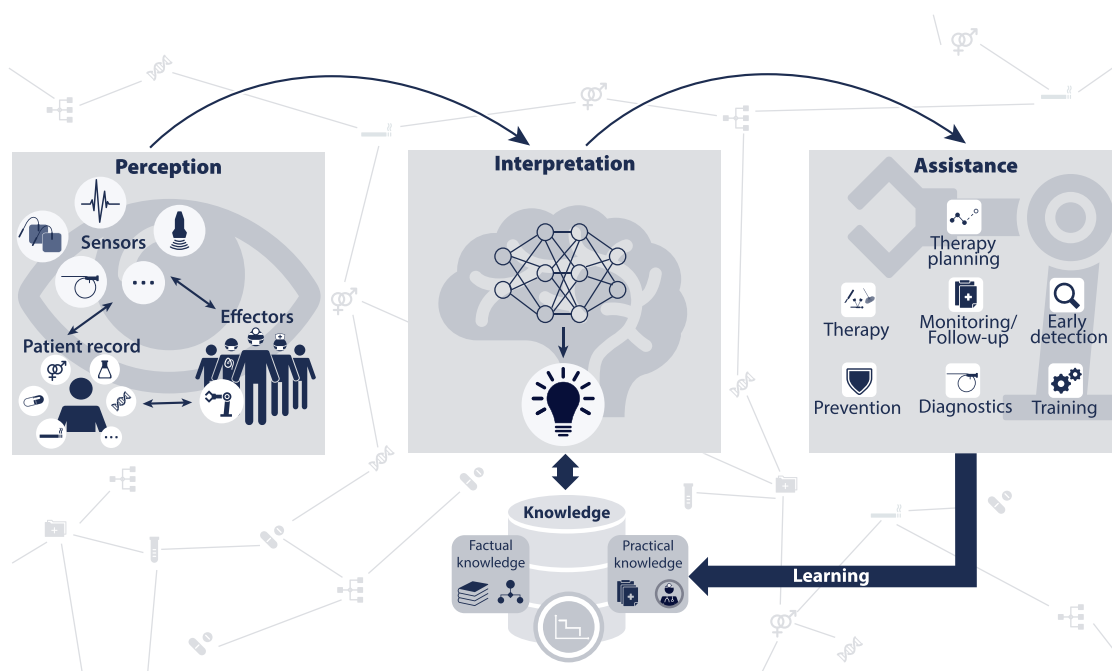 Perception
Sensors
Effectors
Patient record
Interpretation
Assistance
Therapy
planning
Therapy
Monitoring/
Follow-up
Early
detection
Prevention
Diagnostics
Training
Knowledge
Factual
knowledge
Practical
knowledge
Learning